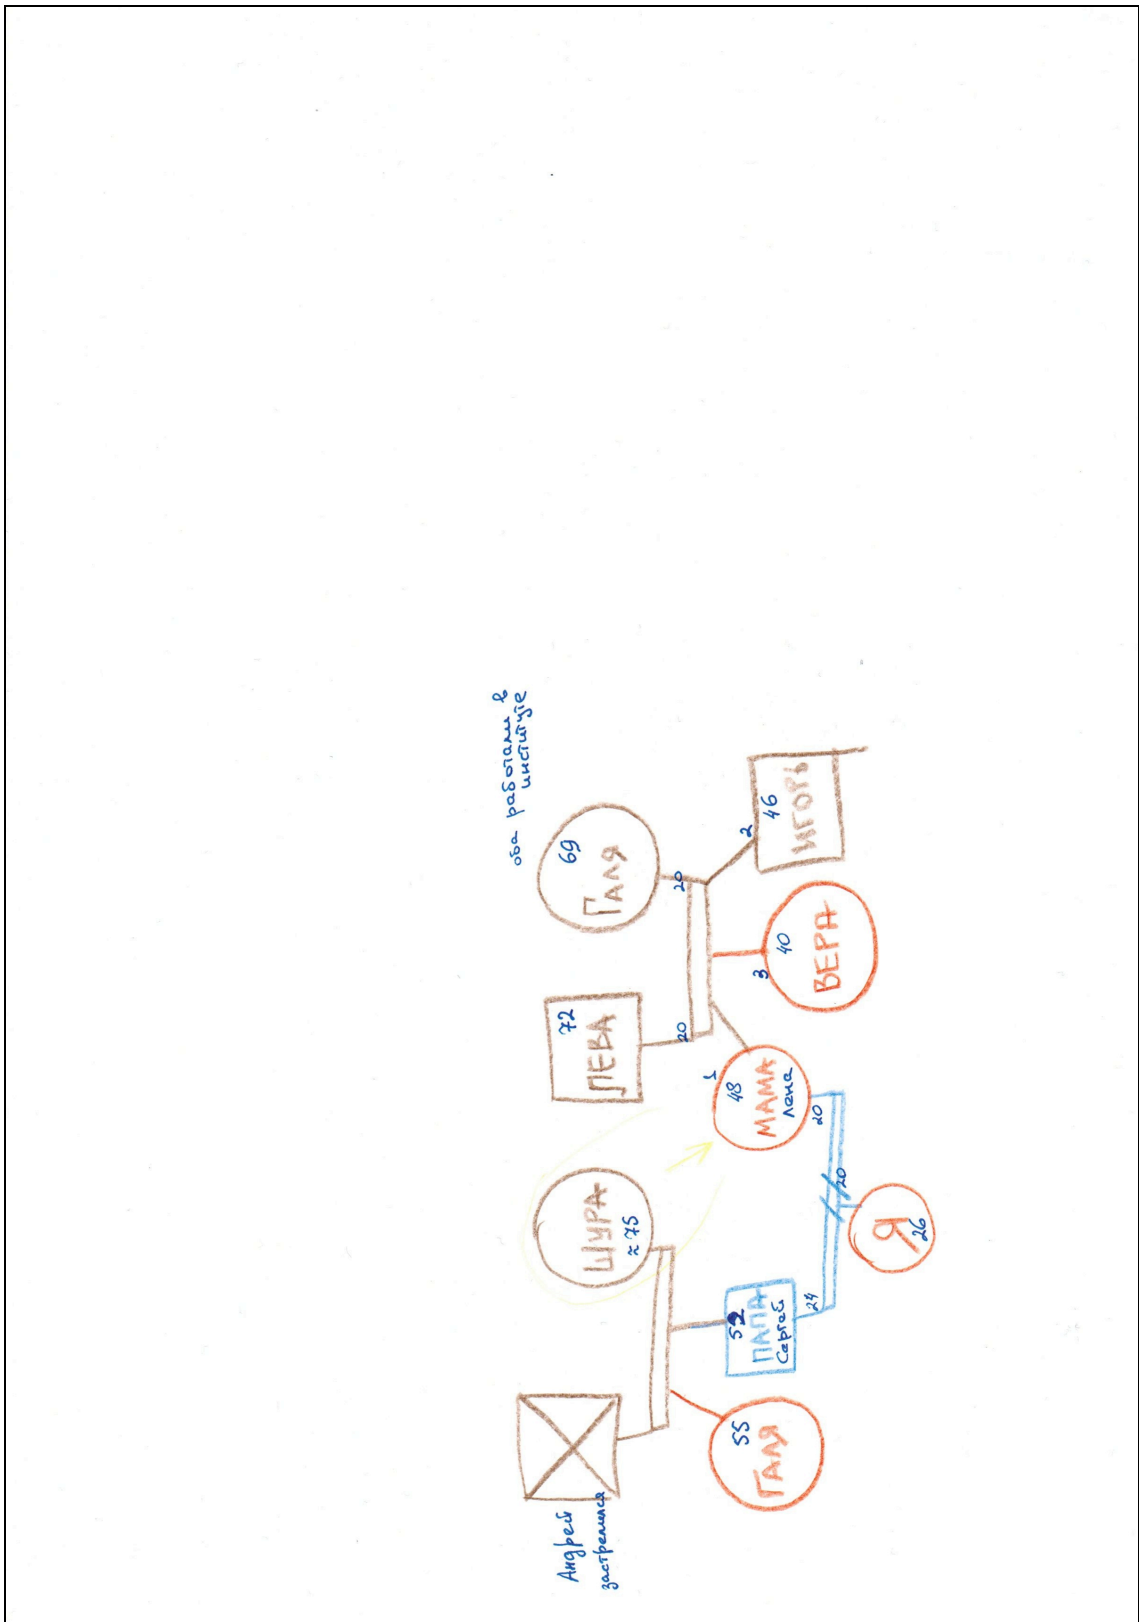 оба работали в
институте
Андрей
застрелился
ШУРА
≈ 75
72
ЛЕВА
69
Галя
20
20
55
Галя
52
ПАПА
Сергей
24
1
48
МАМА
Лена
20
3
40
ВЕРА
2
46
ИГОРЬ
20
Я
26